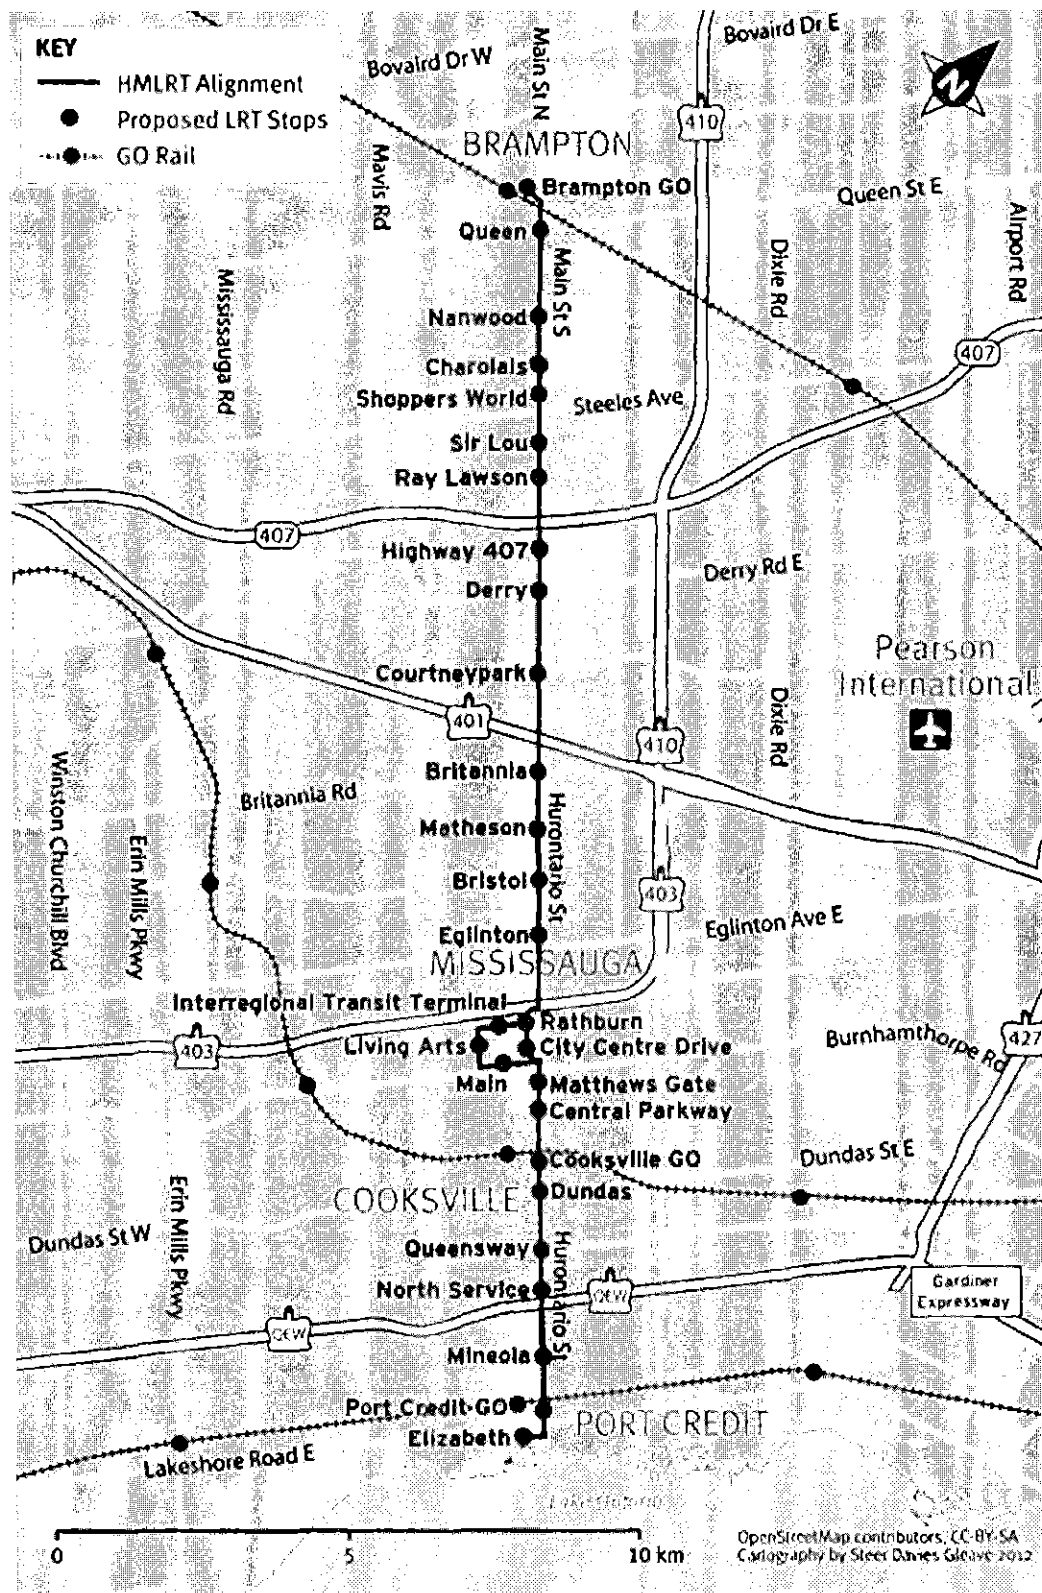 KEY
HMLRT Alignment
Proposed LRT Stops
GO Rail
Bovaird Dr W
Main St N
Bovaird Dr E
N
410
BRAMPTON
Mavis Rd
Brampton GO
Queen St E
Queen
Main St S
Dixie Rd
Airport Rd
Mississauga Rd
Nanwood
407
Charolais
Shoppers World
Steeles Ave
Sir Lou
Ray Lawson
407
Highway 407
Derry Rd E
Derry
Pearson
International
Courtneypark
401
410
Dixie Rd
Winston Churchill Blvd
Britannia
Britannia Rd
Hurontario St
Matheson
Erin Mills Pkwy
Bristol
403
Eglinton Ave E
Eglinton
MISSISSAUGA
Interregional Transit Terminal
Rathburn
403
Living Arts
City Centre Drive
Burnhamthorpe Rd
427
Main
Matthews Gate
Central Parkway
Cooksville GO
Dundas St E
COOKSVILLE
Dundas
Erin Mills Pkwy
Dundas St W
Queensway
Hurontario St
North Service
QEW
Gardiner
Expressway
QEW
Mineola
Port Credit GO
PORT CREDIT
Elizabeth
Lakeshore Road E
0
5
10 km
OpenStreetMap contributors, CC-BY-SA
Cartography by Steer Davies Gleave 2012